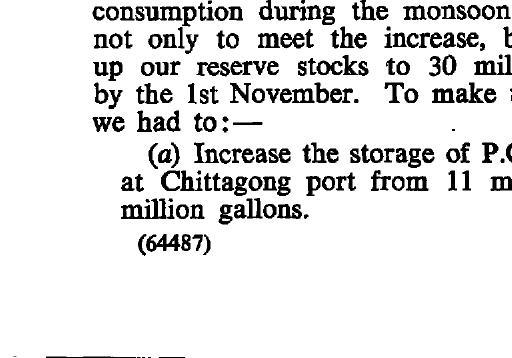 consumption during the monsoon
not only to meet the increase,
up our reserve stocks to 30
by the 1st November. To make
we had to:—
(a) Increase the storage of
at Chittagong port from 11
million gallons.
(64487)